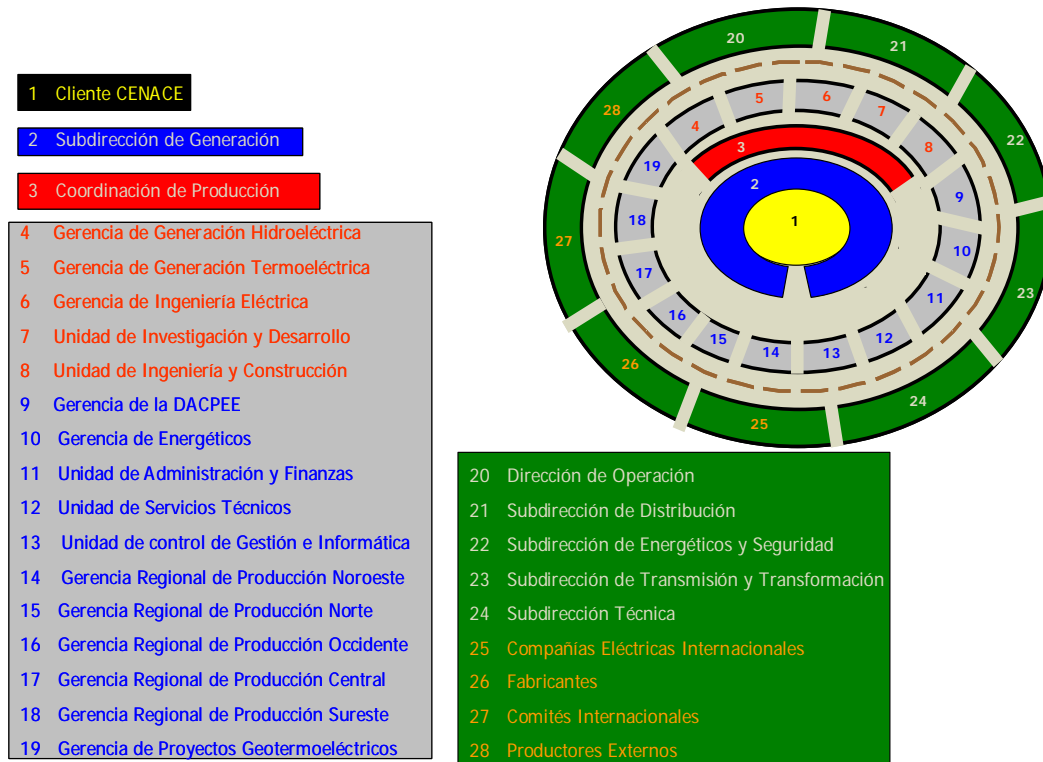 1 Cliente CENACE
2 Subdirección de Generación
3 Coordinación de Producción
4 Gerencia de Generación Hidroeléctrica
5 Gerencia de Generación Termoeléctrica
6 Gerencia de Ingeniería Eléctrica
7 Unidad de Investigación y Desarrollo
8 Unidad de Ingeniería y Construcción
9 Gerencia de la DACPEE
10 Gerencia de Energéticos
11 Unidad de Administración y Finanzas
12 Unidad de Servicios Técnicos
13 Unidad de control de Gestión e Informática
14 Gerencia Regional de Producción Noroeste
15 Gerencia Regional de Producción Norte
16 Gerencia Regional de Producción Occidente
17 Gerencia Regional de Producción Central
18 Gerencia Regional de Producción Sureste
19 Gerencia de Proyectos Geotermoeléctricos
20
21
28
5
6
4
7
22
3
8
19
2
9
18
1
27
10
17
23
11
16
15
12
14
13
26
24
25
20 Dirección de Operación
21 Subdirección de Distribución
22 Subdirección de Energéticos y Seguridad
23 Subdirección de Transmisión y Transformación
24 Subdirección Técnica
25 Compañías Eléctricas Internacionales
26 Fabricantes
27 Comités Internacionales
28 Productores Externos